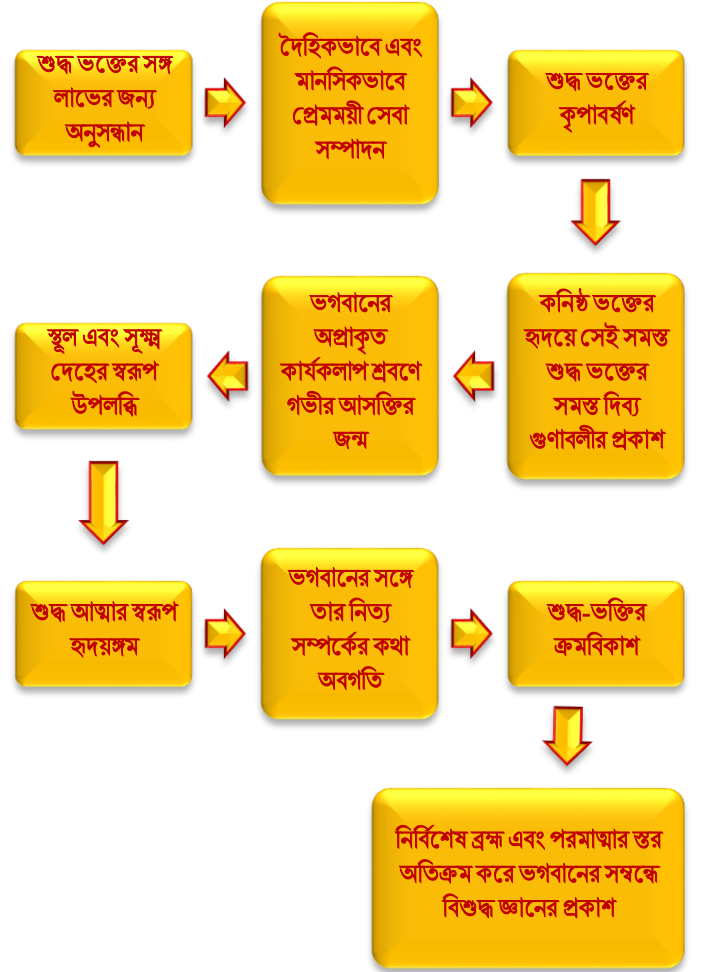 শুদ্ধ ভক্তের সঙ্গ
লাভের জন্য
অনুসন্ধান
দৈহিকভাবে এবং
মানসিকভাবে
প্রেমময়ী সেবা
সম্পাদন
শুদ্ধ ভক্তের
কৃপাবর্ষণ
কনিষ্ঠ ভক্তের
হৃদয়ে সেই সমস্ত
শুদ্ধ ভক্তের
সমস্ত দিব্য
গুণাবলীর প্রকাশ
ভগবানের
অপ্রাকৃত
কার্যকলাপ শ্রবণে
গভীর আসক্তির
জন্ম
স্থূল এবং সূক্ষ্ম
দেহের স্বরূপ
উপলব্ধি
শুদ্ধ আত্মার স্বরূপ
হৃদয়ঙ্গম
ভগবানের সঙ্গে
তার নিত্য
সম্পর্কের কথা
অবগতি
শুদ্ধ-ভক্তির
ক্রমবিকাশ
নির্বিশেষ ব্রহ্ম এবং পরমাত্মার স্তর
অতিক্রম করে ভগবানের সম্বন্ধে
বিশুদ্ধ জ্ঞানের প্রকাশ